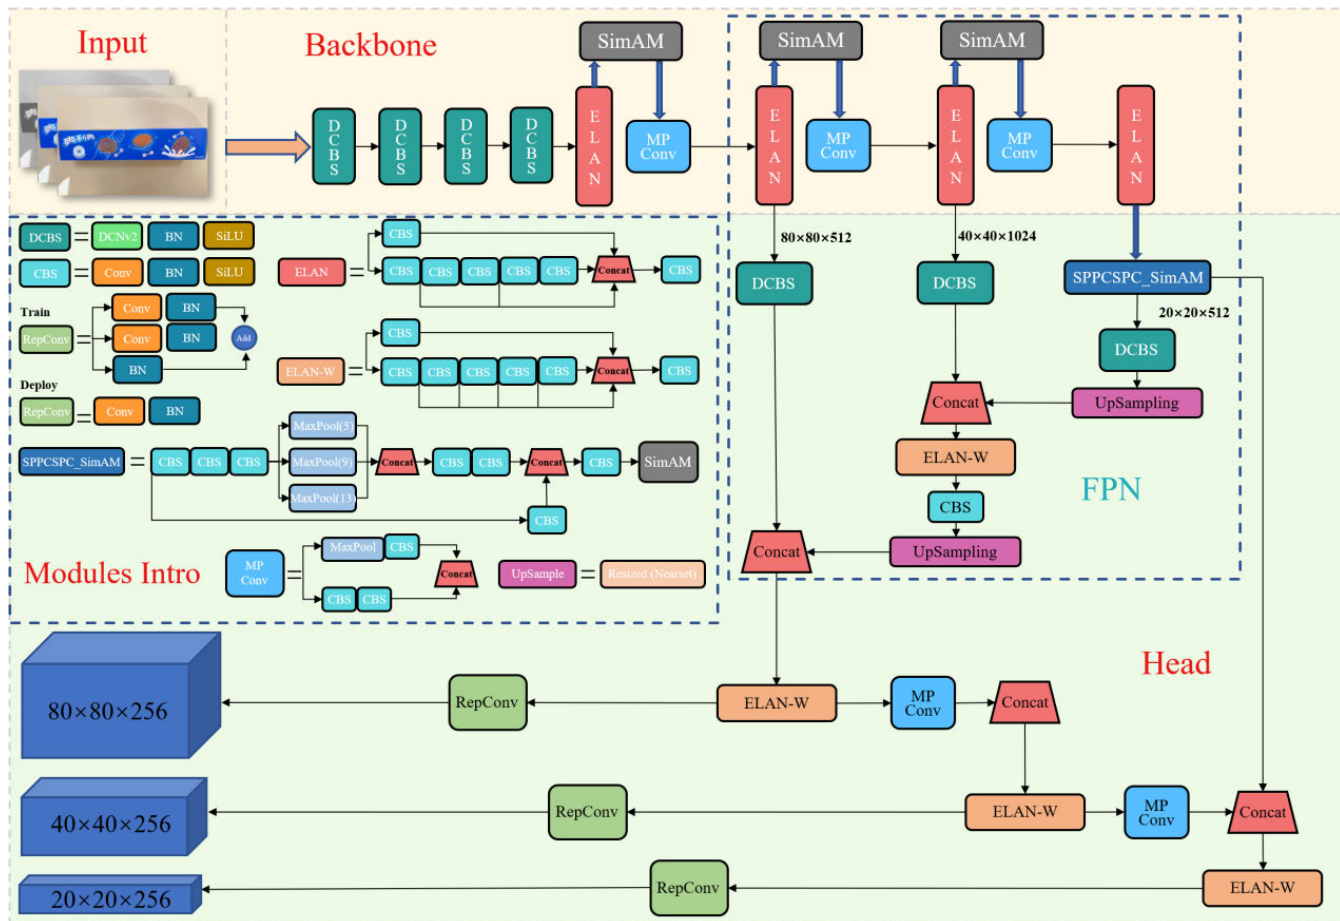 Input
Backbone
SimAM
SimAM
SimAM
DCBS
DCBS
DCBS
DCBS
ELAN
MP
Conv
ELAN
MP
Conv
ELAN
MP
Conv
ELAN
80×80×512
40×40×1024
DCBS
DCBS
SPPCSPC_SimAM
20×20×512
DCBS
Concat
UpSampling
ELAN-W
CBS
FPN
Concat
UpSampling
DCBS = DCNv2 BN SiLU
CBS = Conv BN SiLU
Train
RepConv = Conv BN
Conv BN
BN
Add
Deploy
RepConv = Conv BN
ELAN = CBS
CBS CBS CBS CBS CBS Concat CBS
ELAN-W = CBS
CBS CBS CBS CBS CBS Concat CBS
SPPCSPC_SimAM = CBS CBS CBS
MaxPool(5)
MaxPool(9)
MaxPool(13)
Concat CBS CBS Concat CBS SimAM
CBS
Modules Intro
MP
Conv
=
MaxPool CBS
CBS CBS
Concat
UpSample = Resized (Nearset)
Head
80×80×256
RepConv
ELAN-W
MP
Conv
Concat
40×40×256
RepConv
ELAN-W
MP
Conv
Concat
20×20×256
RepConv
ELAN-W